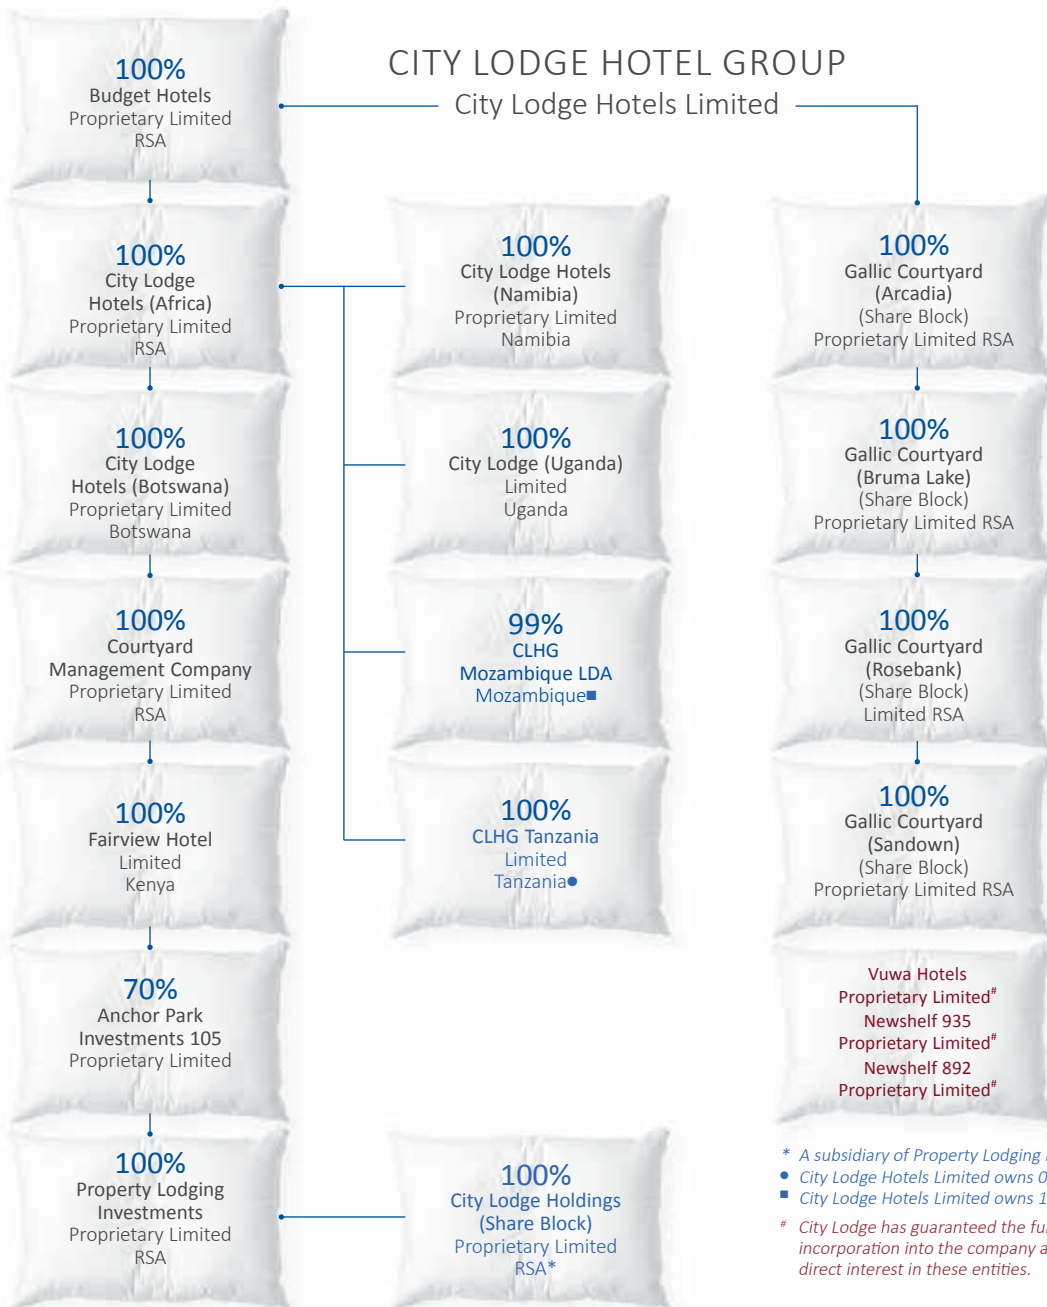 CITY LODGE HOTEL GROUP
City Lodge Hotels Limited
100%
Budget Hotels
Proprietary Limited
RSA
100%
City Lodge
Hotels (Africa)
Proprietary Limited
RSA
100%
City Lodge
Hotels (Botswana)
Proprietary Limited
Botswana
100%
Courtyard
Management Company
Proprietary Limited
RSA
100%
Fairview Hotel
Limited
Kenya
70%
Anchor Park
Investments 105
Proprietary Limited
100%
Property Lodging
Investments
Proprietary Limited
RSA
100%
City Lodge Hotels
(Namibia)
Proprietary Limited
Namibia
100%
City Lodge (Uganda)
Limited
Uganda
99%
CLHG
Mozambique LDA
Mozambique■
100%
CLHG Tanzania
Limited
Tanzania●
100%
City Lodge Holdings
(Share Block)
Proprietary Limited
RSA*
100%
Gallic Courtyard
(Arcadia)
(Share Block)
Proprietary Limited RSA
100%
Gallic Courtyard
(Bruma Lake)
(Share Block)
Proprietary Limited RSA
100%
Gallic Courtyard
(Rosebank)
(Share Block)
Limited RSA
100%
Gallic Courtyard
(Sandown)
(Share Block)
Proprietary Limited RSA
Vuwa Hotels
Proprietary Limited#
Newshelf 935
Proprietary Limited#
Newshelf 892
Proprietary Limited#
* A subsidiary of Property Lodging
● City Lodge Hotels Limited owns 0
■ City Lodge Hotels Limited owns 1
# City Lodge has guaranteed the
incorporation into the company
direct interest in these entities.